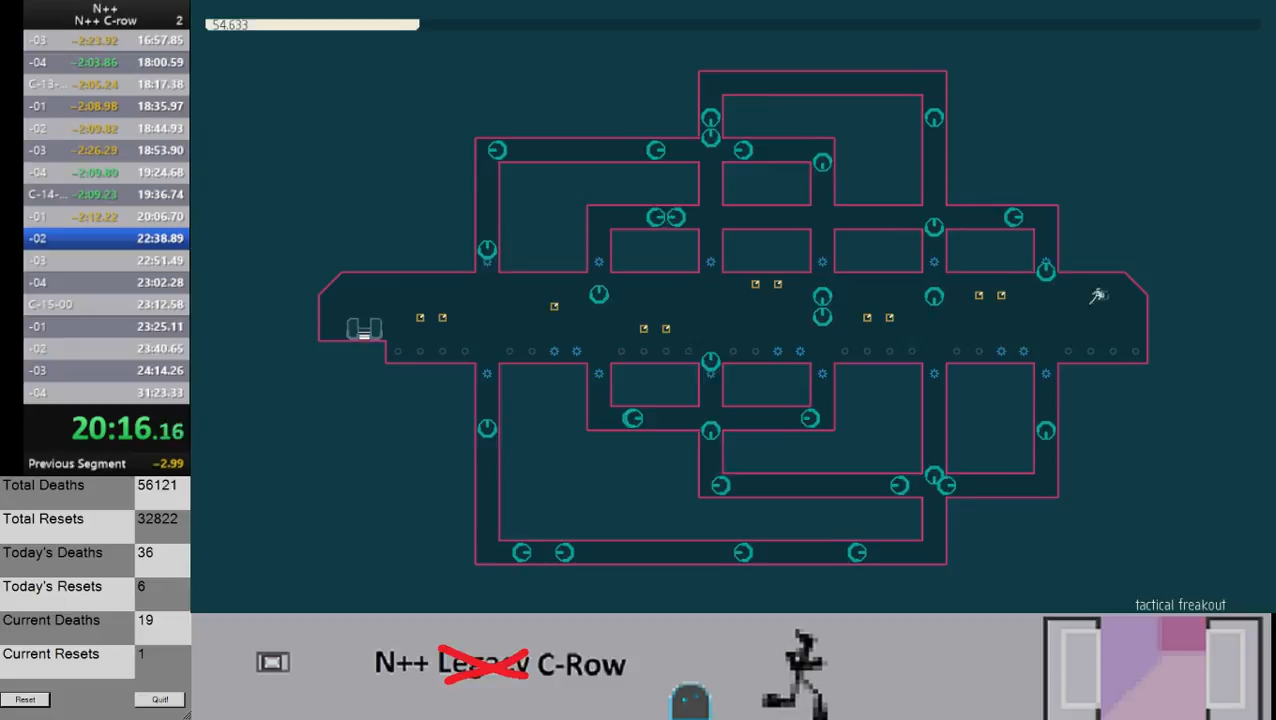 N++
N++ C-row 2
-03 -2:23.92 16:57.85
-04 -2:03.86 18:00.59
C-13-... -2:05.24 18:17.38
-01 -2:08.98 18:35.97
-02 -2:09.82 18:44.93
-03 -2:26.29 18:53.90
-04 -2:09.80 19:24.68
C-14-... -2:09.23 19:36.74
-01 -2:12.22 20:06.70
-02 22:38.89
-03 22:51.49
-04 23:02.28
C-15-00 23:12.58
-01 23:25.11
-02 23:40.65
-03 24:14.26
-04 31:23.33
20:16.16
Previous Segment -2.99
Total Deaths 56121
Total Resets 32822
Today's Deaths 36
Today's Resets 6
Current Deaths 19
Current Resets 1
Reset Quit!
54.633
tactical freakout
N++ Legacy C-Row